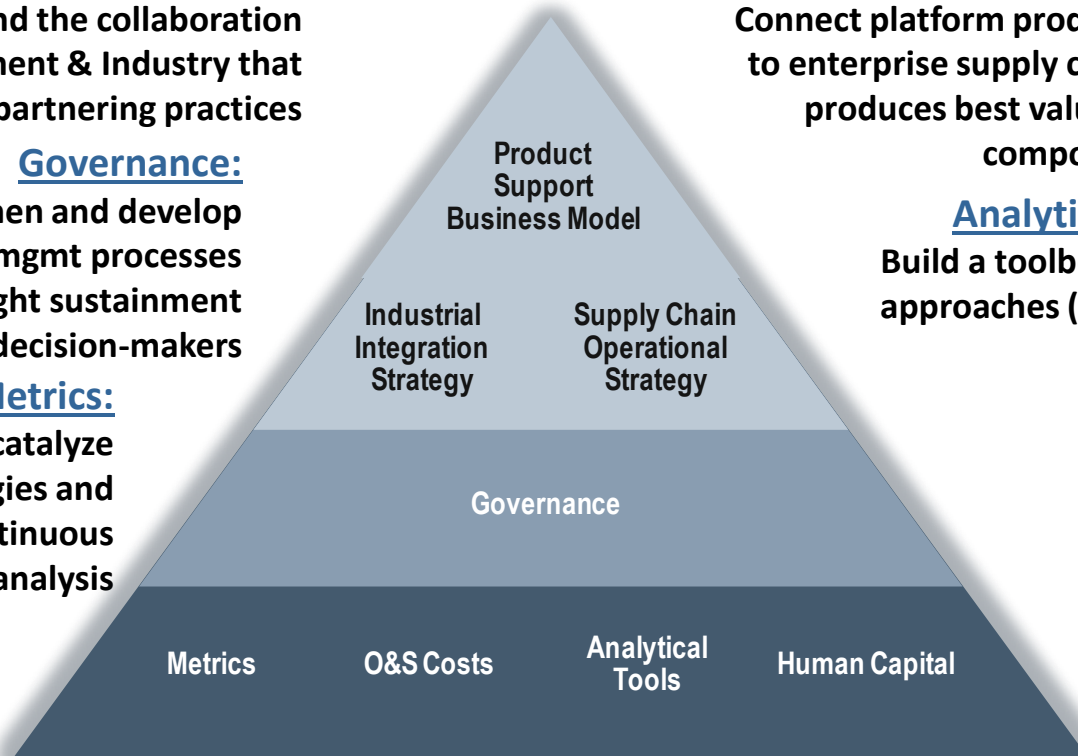 nd the collaboration
ment & Industry that
partnering practices
Governance:
hen and develop
mgmt processes
ght sustainment
decision-makers
Metrics:
catalyze
gies and
tinuous
analysis
Product
Support
Business Model
Industrial
Integration
Strategy
Supply Chain
Operational
Strategy
Governance
Metrics
O&S Costs
Analytical
Tools
Human Capital
Connect platform prod
to enterprise supply c
produces best valu
compo
Analyti
Build a toolb
approaches (